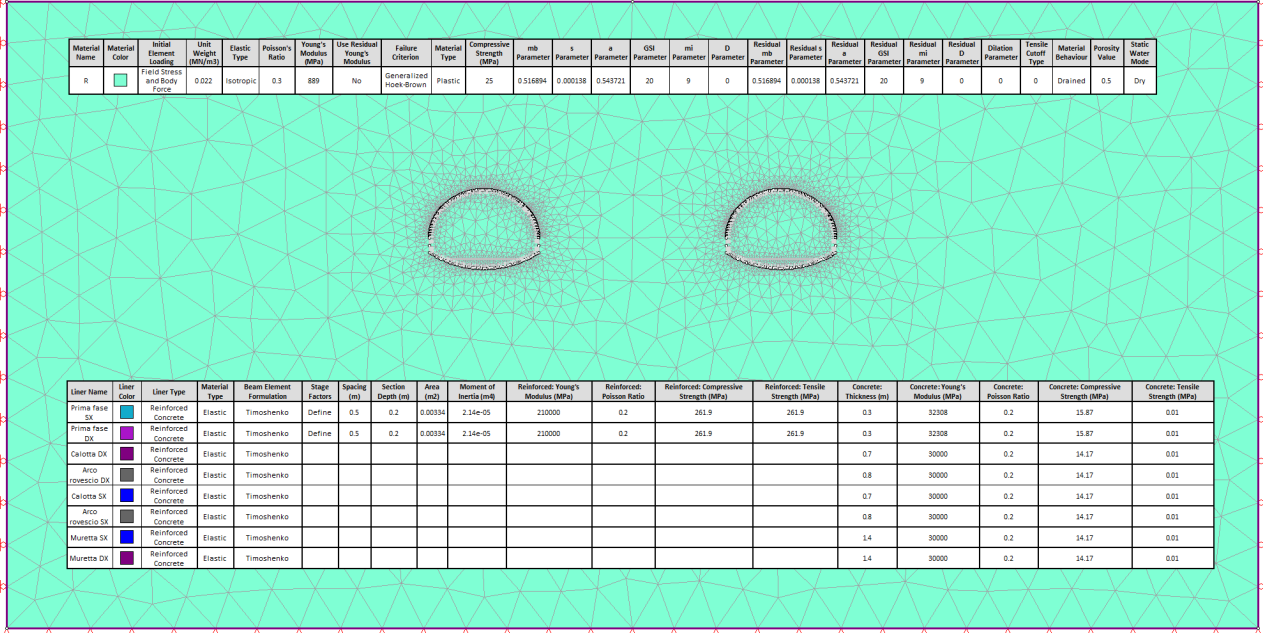 Material Name Material Color Initial Element Loading Unit Weight (MN/m3) Elastic Type Poisson's Ratio Young's Modulus (MPa) Use Residual Young's Modulus Failure Criterion Material Type Compressive Strength (MPa) mb Parameter s Parameter a Parameter GSI Parameter mi Parameter D Parameter Residual mb Parameter Residual s Parameter Residual a Parameter Residual GSI Parameter Residual mi Parameter Residual D Parameter Dilation Parameter Tensile Cutoff Type Material Behaviour Porosity Value Static Water Mode
R Field Stress and Body Force 0.022 Isotropic 0.3 889 No Generalized Hoek-Brown Plastic 25 0.516894 0.000138 0.543721 20 9 0 0.516894 0.000138 0.543721 20 9 0 0 0 Drained 0.5 Dry
Liner Name Liner Color Liner Type Material Type Beam Element Formulation Stage Factors Spacing (m) Section Depth (m) Area (m2) Moment of Inertia (m4) Reinforced: Young's Modulus (MPa) Reinforced: Poisson Ratio Reinforced: Compressive Strength (MPa) Reinforced: Tensile Strength (MPa) Concrete: Thickness (m) Concrete: Young's Modulus (MPa) Concrete: Poisson Ratio Concrete: Compressive Strength (MPa) Concrete: Tensile Strength (MPa)
Prima fase SX Reinforced Concrete Elastic Timoshenko Define 0.5 0.2 0.00334 2.14e-05 210000 0.2 261.9 261.9 0.3 32308 0.2 15.87 0.01
Prima fase DX Reinforced Concrete Elastic Timoshenko Define 0.5 0.2 0.00334 2.14e-05 210000 0.2 261.9 261.9 0.3 32308 0.2 15.87 0.01
Calotta DX Reinforced Concrete Elastic Timoshenko 0.7 30000 0.2 14.17 0.01
Arco rovescio DX Reinforced Concrete Elastic Timoshenko 0.8 30000 0.2 14.17 0.01
Calotta SX Reinforced Concrete Elastic Timoshenko 0.7 30000 0.2 14.17 0.01
Arco rovescio SX Reinforced Concrete Elastic Timoshenko 0.8 30000 0.2 14.17 0.01
Muretta SX Reinforced Concrete Elastic Timoshenko 1.4 30000 0.2 14.17 0.01
Muretta DX Reinforced Concrete Elastic Timoshenko 1.4 30000 0.2 14.17 0.01